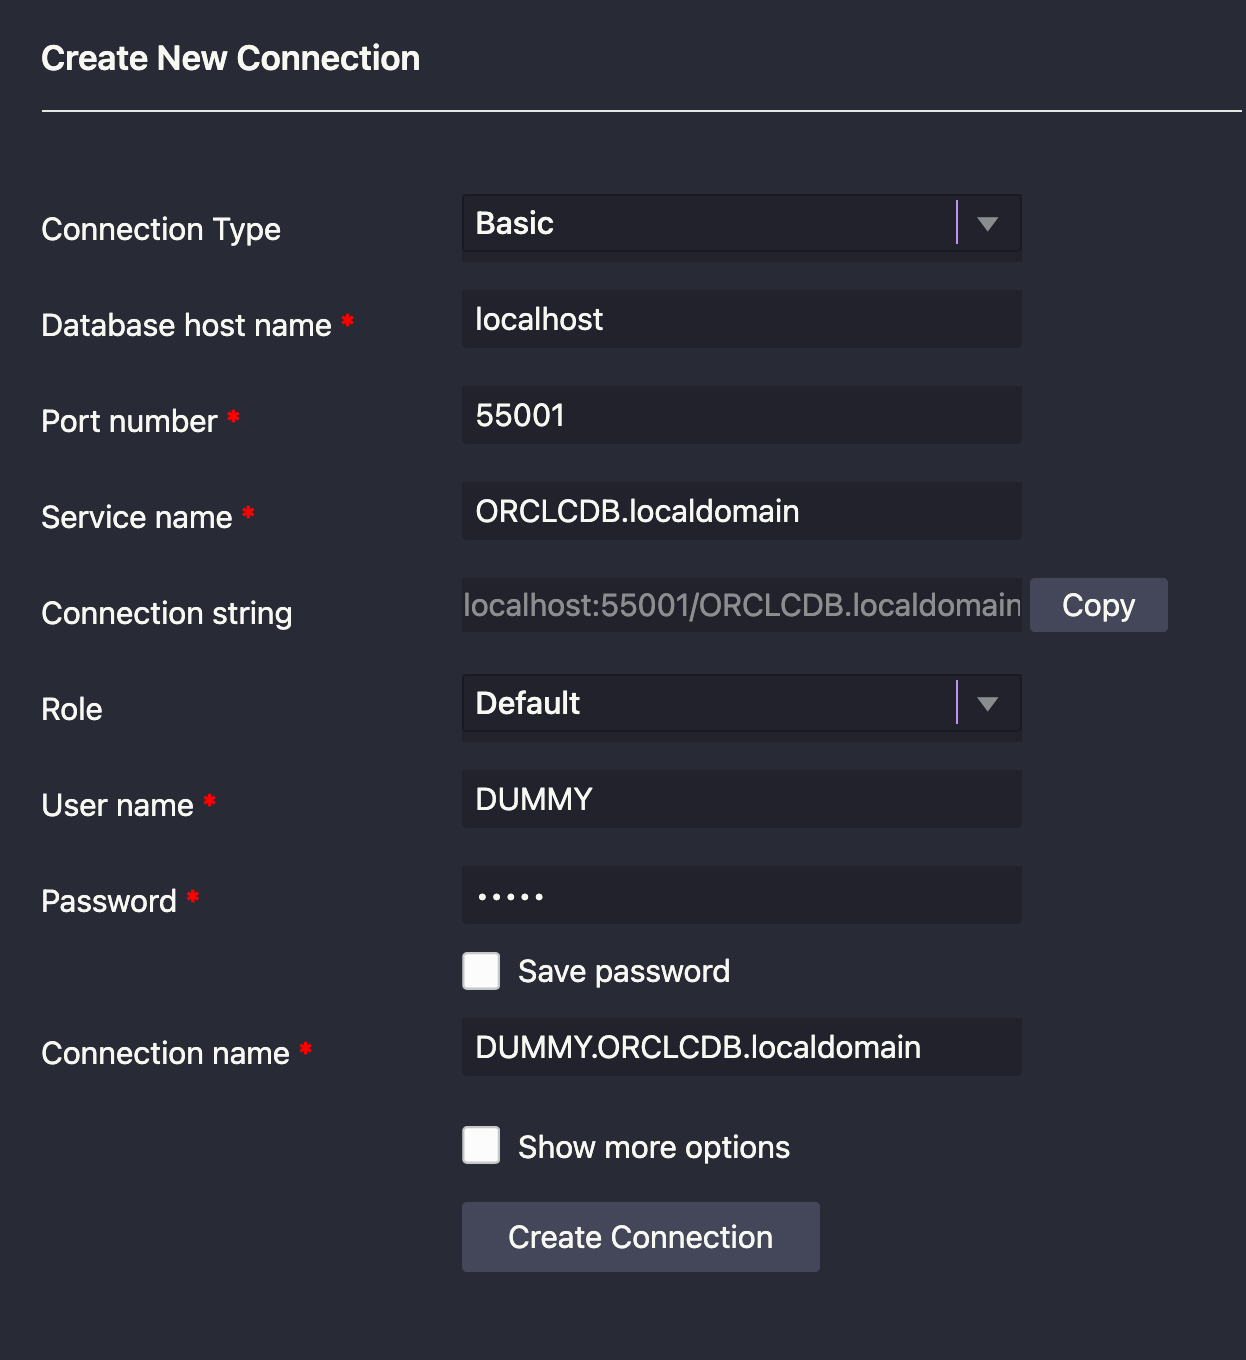 Create New Connection
Connection Type Basic
Database host name * localhost
Port number * 55001
Service name * ORCLCDB.localdomain
Connection string localhost:55001/ORCLCDB.localdomain Copy
Role Default
User name * DUMMY
Password * •••••
Save password
Connection name * DUMMY.ORCLCDB.localdomain
Show more options
Create Connection